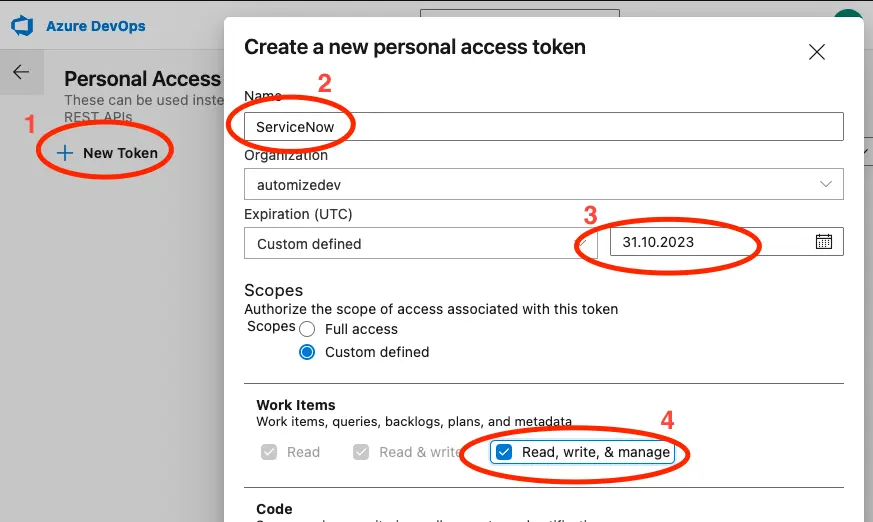 Azure DevOps
Create a new personal access token
Personal Access
These can be used inste
REST APIs
1
New Token
2
Name
ServiceNow
Organization
automizedev
Expiration (UTC)
3
Custom defined
31.10.2023
Scopes
Authorize the scope of access associated with this token
Scopes
Full access
Custom defined
Work Items
Work items, queries, backlogs, plans, and metadata
4
Read
Read & write
Read, write, & manage
Code